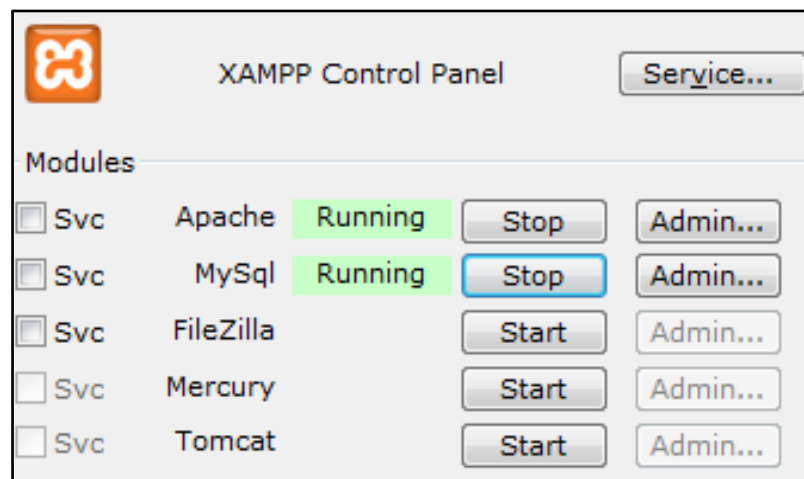 XAMPP Control Panel Service...
Modules
Svc Apache Running Stop Admin...
Svc MySql Running Stop Admin...
Svc FileZilla Start Admin...
Svc Mercury Start Admin...
Svc Tomcat Start Admin...